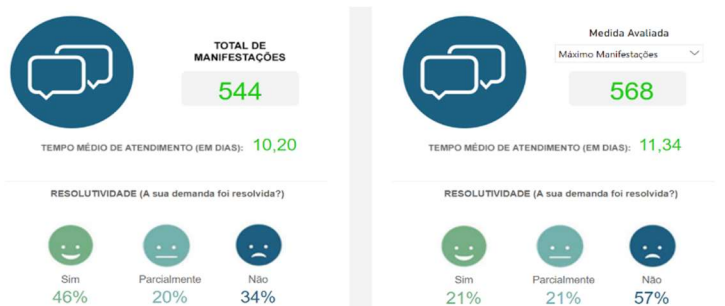 TOTAL DE
MANIFESTAÇÕES
544
TEMPO MÉDIO DE ATENDIMENTO (EM DIAS): 10,20
RESOLUTIVIDADE (A sua demanda foi resolvida?)
Sim
Parcialmente
Não
46%
20%
34%
Medida Avaliada
Máximo Manifestações
568
TEMPO MÉDIO DE ATENDIMENTO (EM DIAS): 11,34
RESOLUTIVIDADE (A sua demanda foi resolvida?)
Sim
Parcialmente
Não
21%
21%
57%